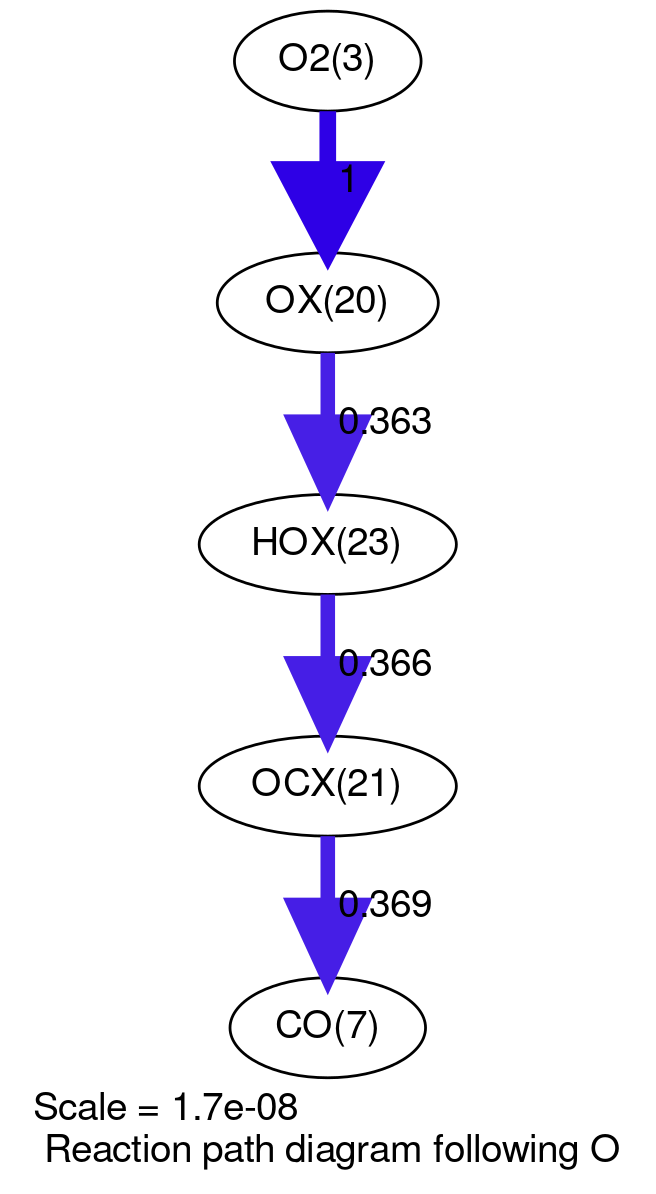 O2(3)
1
OX(20)
0.363
HOX(23)
0.366
OCX(21)
0.369
CO(7)
Scale = 1.7e-08
Reaction path diagram following O